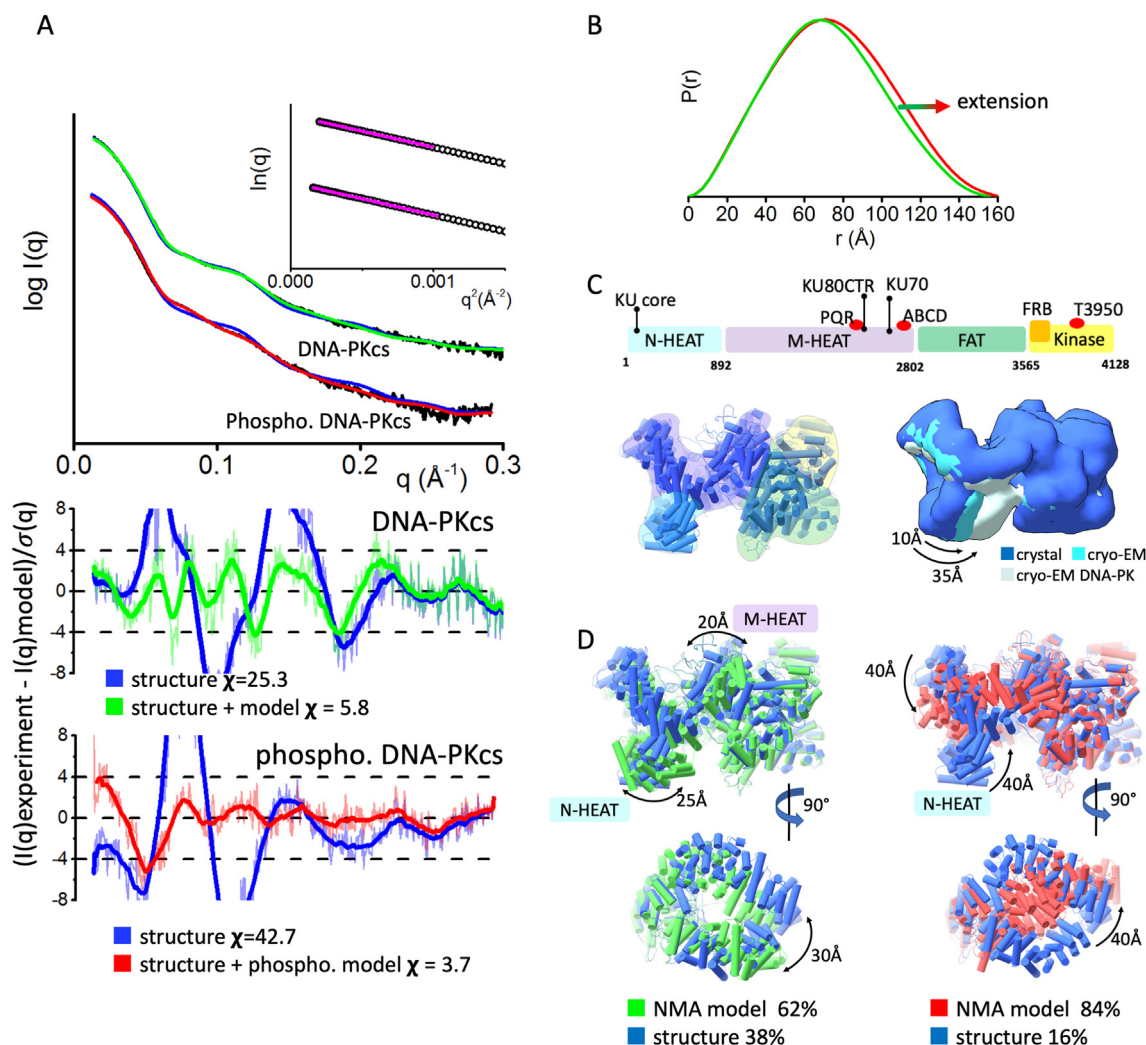 A
log I(q)
ln(q)
0.000
0.001
q²(Å⁻²)
DNA-PKcs
Phospho. DNA-PKcs
0.0
0.1
0.2
0.3
q (Å⁻¹)
(I(q)experiment - I(q)model)/σ(q)
8
4
0
-4
-8
DNA-PKcs
structure χ=25.3
structure + model χ = 5.8
8
4
0
-4
-8
phospho. DNA-PKcs
structure χ=42.7
structure + phospho. model χ = 3.7
B
P(r)
extension
0 20 40 60 80 100 120 140 160
r (Å)
C
KU core
KU80CTR
KU70
PQR
ABCD
FRB
T3950
N-HEAT
M-HEAT
FAT
Kinase
1
892
2802
3565
4128
10Å
35Å
crystal
cryo-EM
cryo-EM DNA-PK
D
20Å
M-HEAT
N-HEAT
25Å
90°
30Å
NMA model 62%
structure 38%
40Å
N-HEAT
40Å
90°
40Å
NMA model 84%
structure 16%